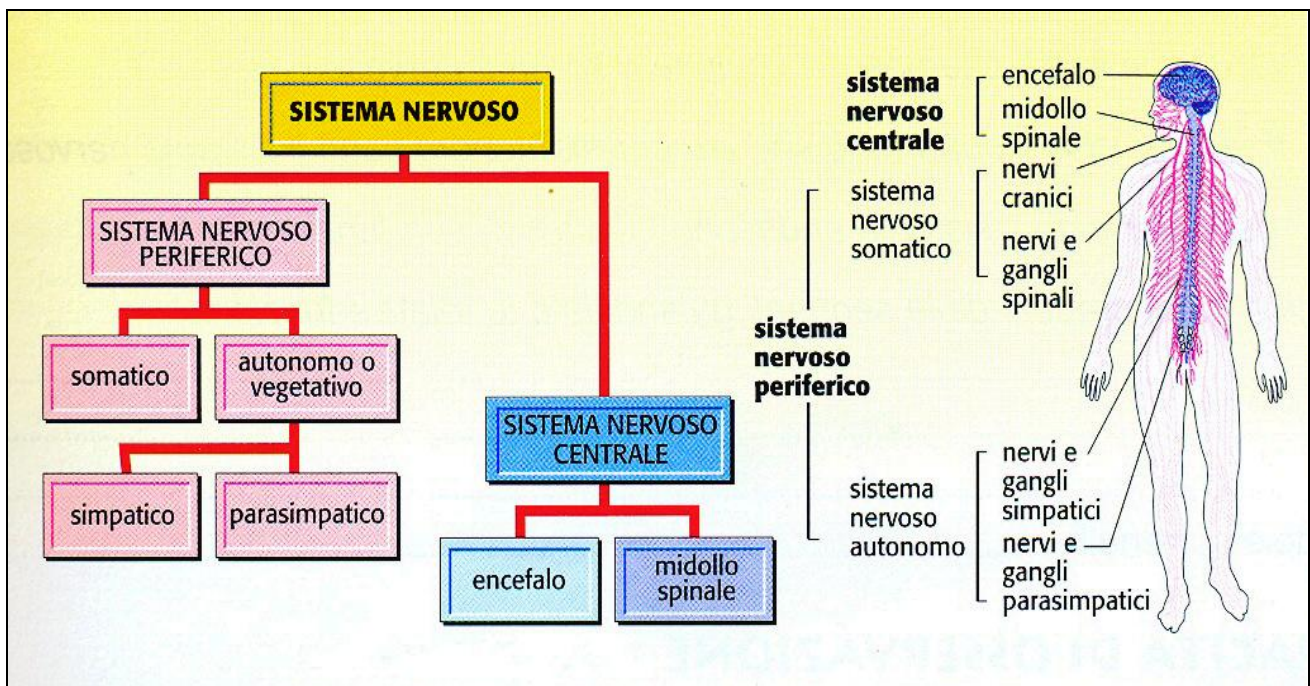 SISTEMA NERVOSO
SISTEMA NERVOSO
PERIFERICO
somatico
autonomo o
vegetativo
simpatico
parasimpatico
SISTEMA NERVOSO
CENTRALE
encefalo
midollo
spinale
sistema
nervoso
centrale
encefalo
midollo
spinale
sistema
nervoso
periferico
sistema
nervoso
somatico
nervi
cranici
nervi e
gangli
spinali
sistema
nervoso
autonomo
nervi e
gangli
simpatici
nervi e
gangli
parasimpatici